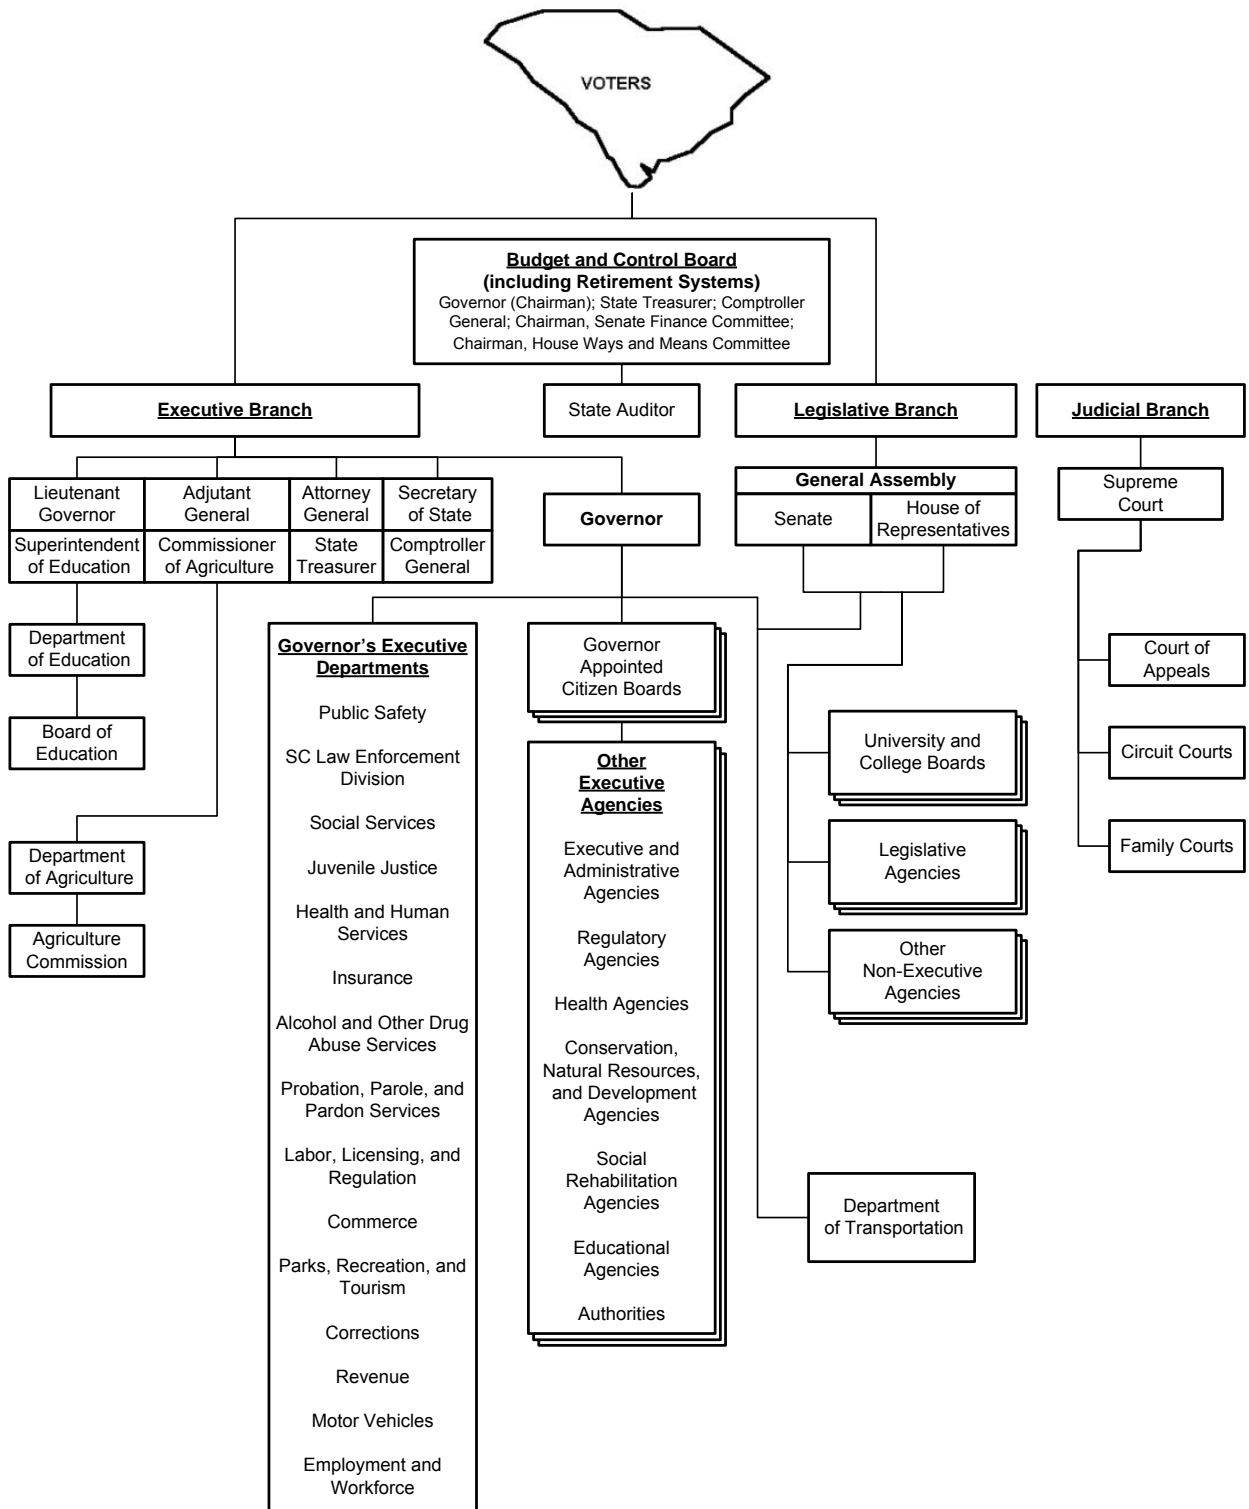 VOTERS
Budget and Control Board
(including Retirement Systems)
Governor (Chairman); State Treasurer; Comptroller
General; Chairman, Senate Finance Committee;
Chairman, House Ways and Means Committee
Executive Branch
State Auditor
Legislative Branch
Judicial Branch
Lieutenant
Governor
Adjutant
General
Attorney
General
Secretary
of State
Superintendent
of Education
Commissioner
of Agriculture
State
Treasurer
Comptroller
General
Governor
General Assembly
Senate
House of
Representatives
Supreme
Court
Department
of Education
Board of
Education
Department
of Agriculture
Agriculture
Commission
Governor's Executive
Departments
Public Safety
SC Law Enforcement
Division
Social Services
Juvenile Justice
Health and Human
Services
Insurance
Alcohol and Other Drug
Abuse Services
Probation, Parole, and
Pardon Services
Labor, Licensing, and
Regulation
Commerce
Parks, Recreation, and
Tourism
Corrections
Revenue
Motor Vehicles
Employment and
Workforce
Governor
Appointed
Citizen Boards
Other
Executive
Agencies
Executive and
Administrative
Agencies
Regulatory
Agencies
Health Agencies
Conservation,
Natural Resources,
and Development
Agencies
Social
Rehabilitation
Agencies
Educational
Agencies
Authorities
University and
College Boards
Legislative
Agencies
Other
Non-Executive
Agencies
Department
of Transportation
Court of
Appeals
Circuit Courts
Family Courts